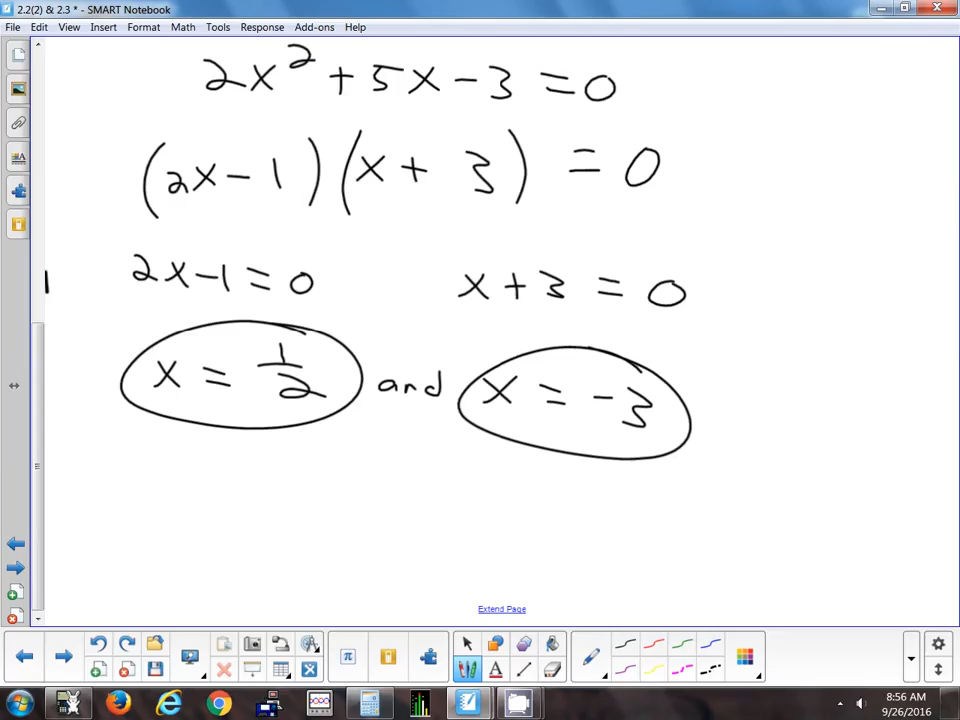 2.2(2) & 2.3 * - SMART Notebook
File Edit View Insert Format Math Tools Response Add-ons Help
2x² + 5x - 3 = 0
(2x - 1)(x + 3) = 0
2x - 1 = 0 x + 3 = 0
x = 1/2 and x = -3
Extend Page
8:56 AM
9/26/2016